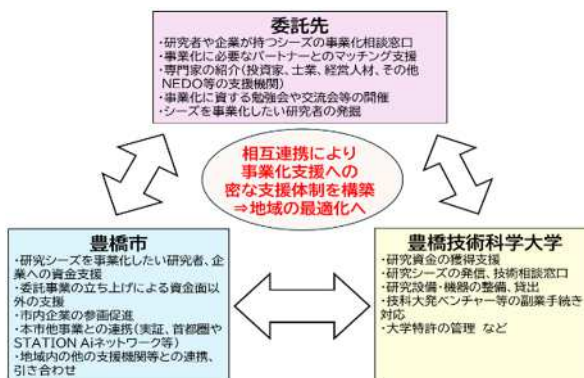 委託先
・研究者や企業が持つシーズの事業化相談窓口
・事業化に必要なパートナーとのマッチング支援
・専門家の紹介(投資家、士業、経営人材、その他
NEDO等の支援機関)
・事業化に資する勉強会や交流会等の開催
・シーズを事業化したい研究者の発掘
相互連携により
事業化支援への
密な支援体制を構築
⇒地域の最適化へ
豊橋市
・研究シーズを事業化したい研究者、企
業への資金支援
・委託事業の立ち上げによる資金面以
外の支援
・市内企業の参画促進
・本市他事業との連携(実証、首都圏や
STATION Aiネットワーク等)
・地域内の他の支援機関等との連携、
引き合わせ
豊橋技術科学大学
・研究資金の獲得支援
・研究シーズの発信、技術相談窓口
・研究設備・機器の整備、貸出
・技科大発ベンチャー等の副業手続き
対応
・大学特許の管理 など